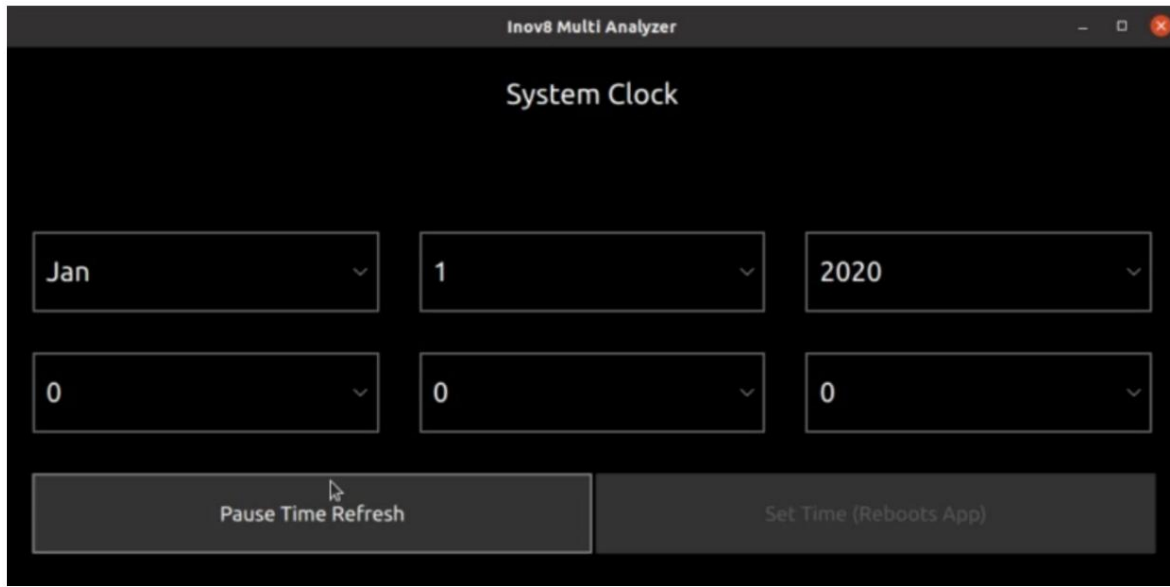 Inov8 Multi Analyzer
System Clock
Jan 1 2020
0 0 0
Pause Time Refresh Set Time (Reboots App)